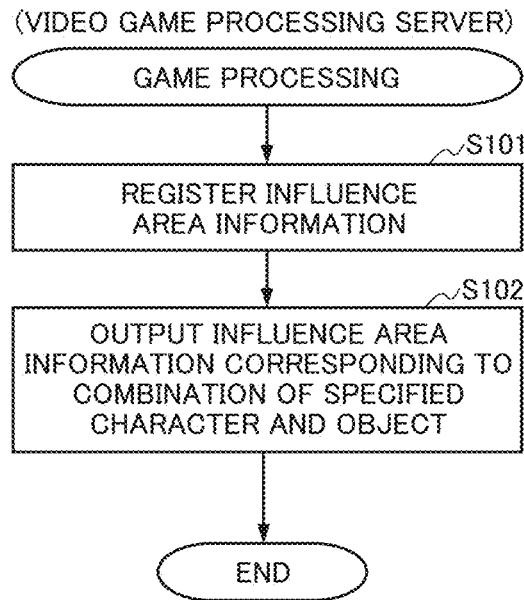 (VIDEO GAME PROCESSING SERVER)
GAME PROCESSING
S101
REGISTER INFLUENCE
AREA INFORMATION
S102
OUTPUT INFLUENCE AREA
INFORMATION CORRESPONDING TO
COMBINATION OF SPECIFIED
CHARACTER AND OBJECT
END